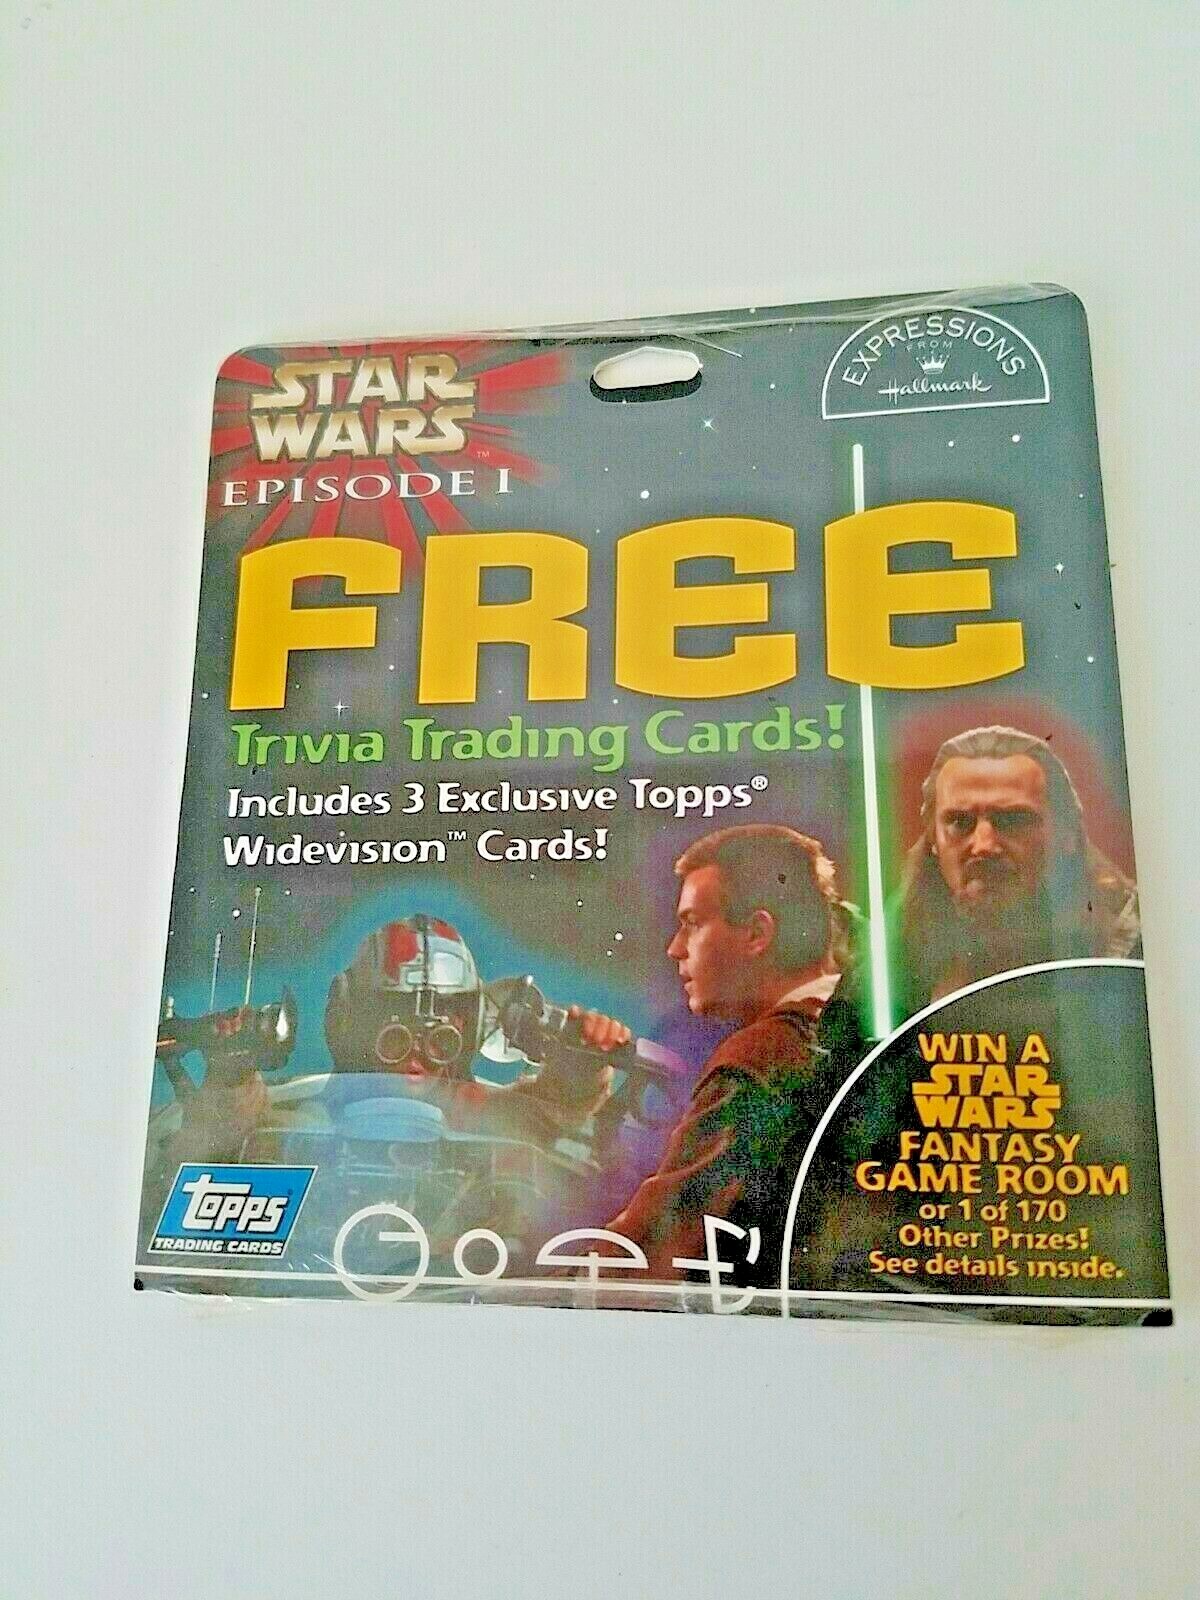 STAR
WARS
TM
EPISODE I
EXPRESSIONS
FROM
Hallmark
FREE
Trivia Trading Cards!
Includes 3 Exclusive Topps®
Widevision™ Cards!
WIN A
STAR
WARS
FANTASY
GAME ROOM
or 1 of 170
Other Prizes!
See details inside.
topps®
TRADING CARDS